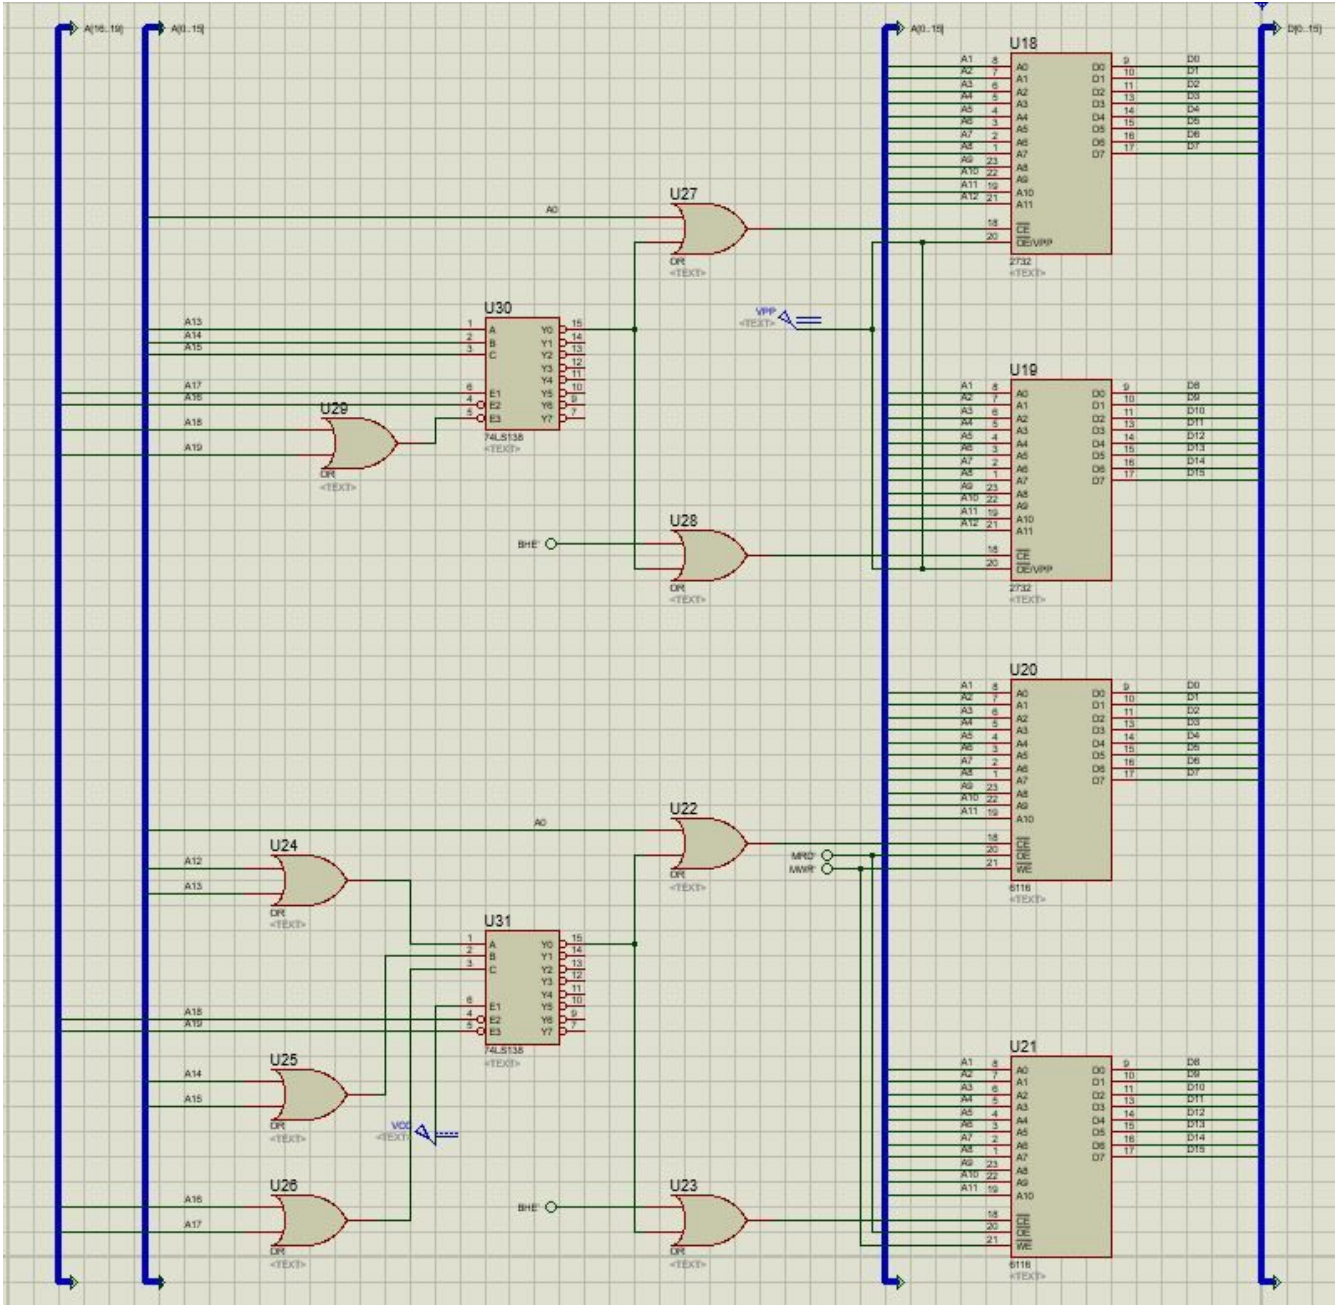 A[16..19]
A[0..15]
A[0..15]
D[0..15]
U18
A1 8 A0 D0 9 D0
A2 7 A1 D1 10 D1
A3 6 A2 D2 11 D2
A4 5 A3 D3 13 D3
A5 4 A4 D4 14 D4
A6 3 A5 D5 15 D5
A7 2 A6 D6 16 D6
A8 1 A7 D7 17 D7
A9 23 A8
A10 22 A9
A11 19 A10
A12 21 A11
18 CE
20 OE/VPP
2732
<TEXT>
U27
A0
OR
<TEXT>
VPP
<TEXT>
U30
A13 1 A Y0 15
A14 2 B Y1 14
A15 3 C Y2 13
Y3 12
Y4 11
A17 6 E1 Y5 10
A16 4 E2 Y6 9
5 E3 Y7 7
74LS138
<TEXT>
U29
A18
A19
OR
<TEXT>
U19
A1 8 A0 D0 9 D8
A2 7 A1 D1 10 D9
A3 6 A2 D2 11 D10
A4 5 A3 D3 13 D11
A5 4 A4 D4 14 D12
A6 3 A5 D5 15 D13
A7 2 A6 D6 16 D14
A8 1 A7 D7 17 D15
A9 23 A8
A10 22 A9
A11 19 A10
A12 21 A11
18 CE
20 OE/VPP
2732
<TEXT>
U28
BHE'
OR
<TEXT>
U20
A1 8 A0 D0 9 D0
A2 7 A1 D1 10 D1
A3 6 A2 D2 11 D2
A4 5 A3 D3 13 D3
A5 4 A4 D4 14 D4
A6 3 A5 D5 15 D5
A7 2 A6 D6 16 D6
A8 1 A7 D7 17 D7
A9 23 A8
A10 22 A9
A11 19 A10
18 CE
20 OE
21 WE
6116
<TEXT>
U22
A0
OR
<TEXT>
MRD'
MWR'
U24
A12
A13
OR
<TEXT>
U31
1 A Y0 15
2 B Y1 14
3 C Y2 13
Y3 12
Y4 11
6 E1 Y5 10
A18 4 E2 Y6 9
A19 5 E3 Y7 7
74LS138
<TEXT>
U25
A14
A15
OR
<TEXT>
VCC
<TEXT>
U26
A16
A17
OR
<TEXT>
U23
BHE'
OR
<TEXT>
U21
A1 8 A0 D0 9 D8
A2 7 A1 D1 10 D9
A3 6 A2 D2 11 D10
A4 5 A3 D3 13 D11
A5 4 A4 D4 14 D12
A6 3 A5 D5 15 D13
A7 2 A6 D6 16 D14
A8 1 A7 D7 17 D15
A9 23 A8
A10 22 A9
A11 19 A10
18 CE
20 OE
21 WE
6116
<TEXT>